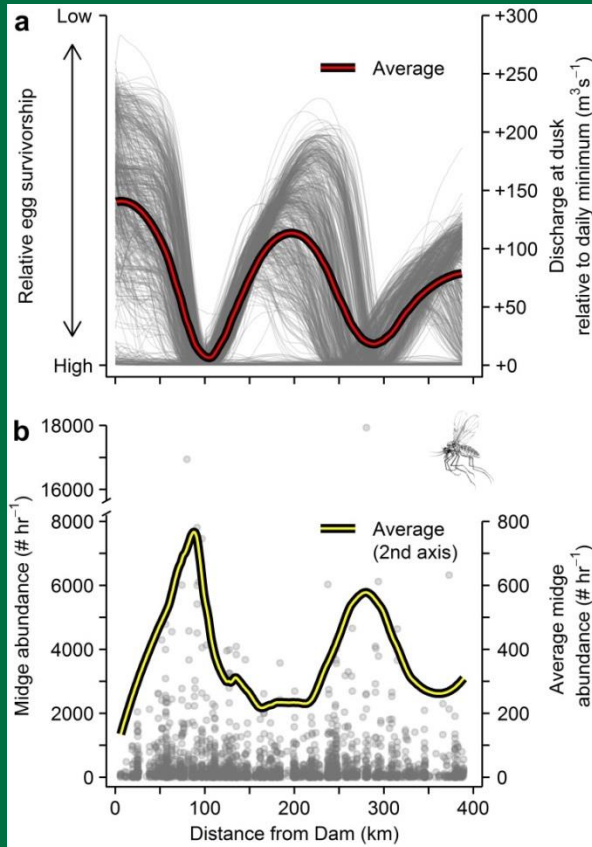 a
Low
High
Relative egg survivorship
Average
+300
+250
+200
+150
+100
+50
+0
Discharge at dusk
relative to daily minimum (m³s⁻¹)
b
18000
16000
8000
6000
4000
2000
0
Midge abundance (# hr⁻¹)
Average
(2nd axis)
800
600
400
200
0
Average midge
abundance (# hr⁻¹)
0
100
200
300
400
Distance from Dam (km)